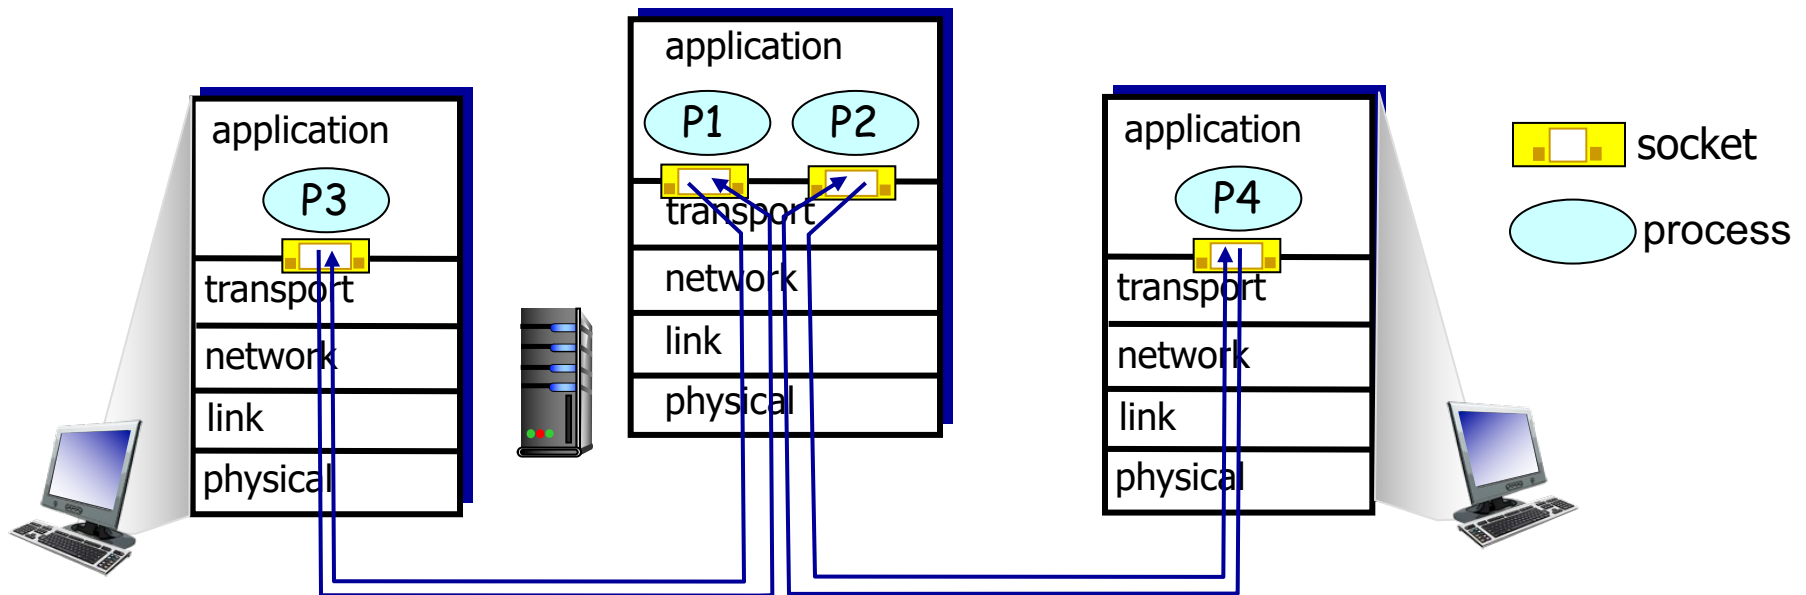 application
P3
transport
network
link
physical
application
P1 P2
transport
network
link
physical
application
P4
transport
network
link
physical
socket
process